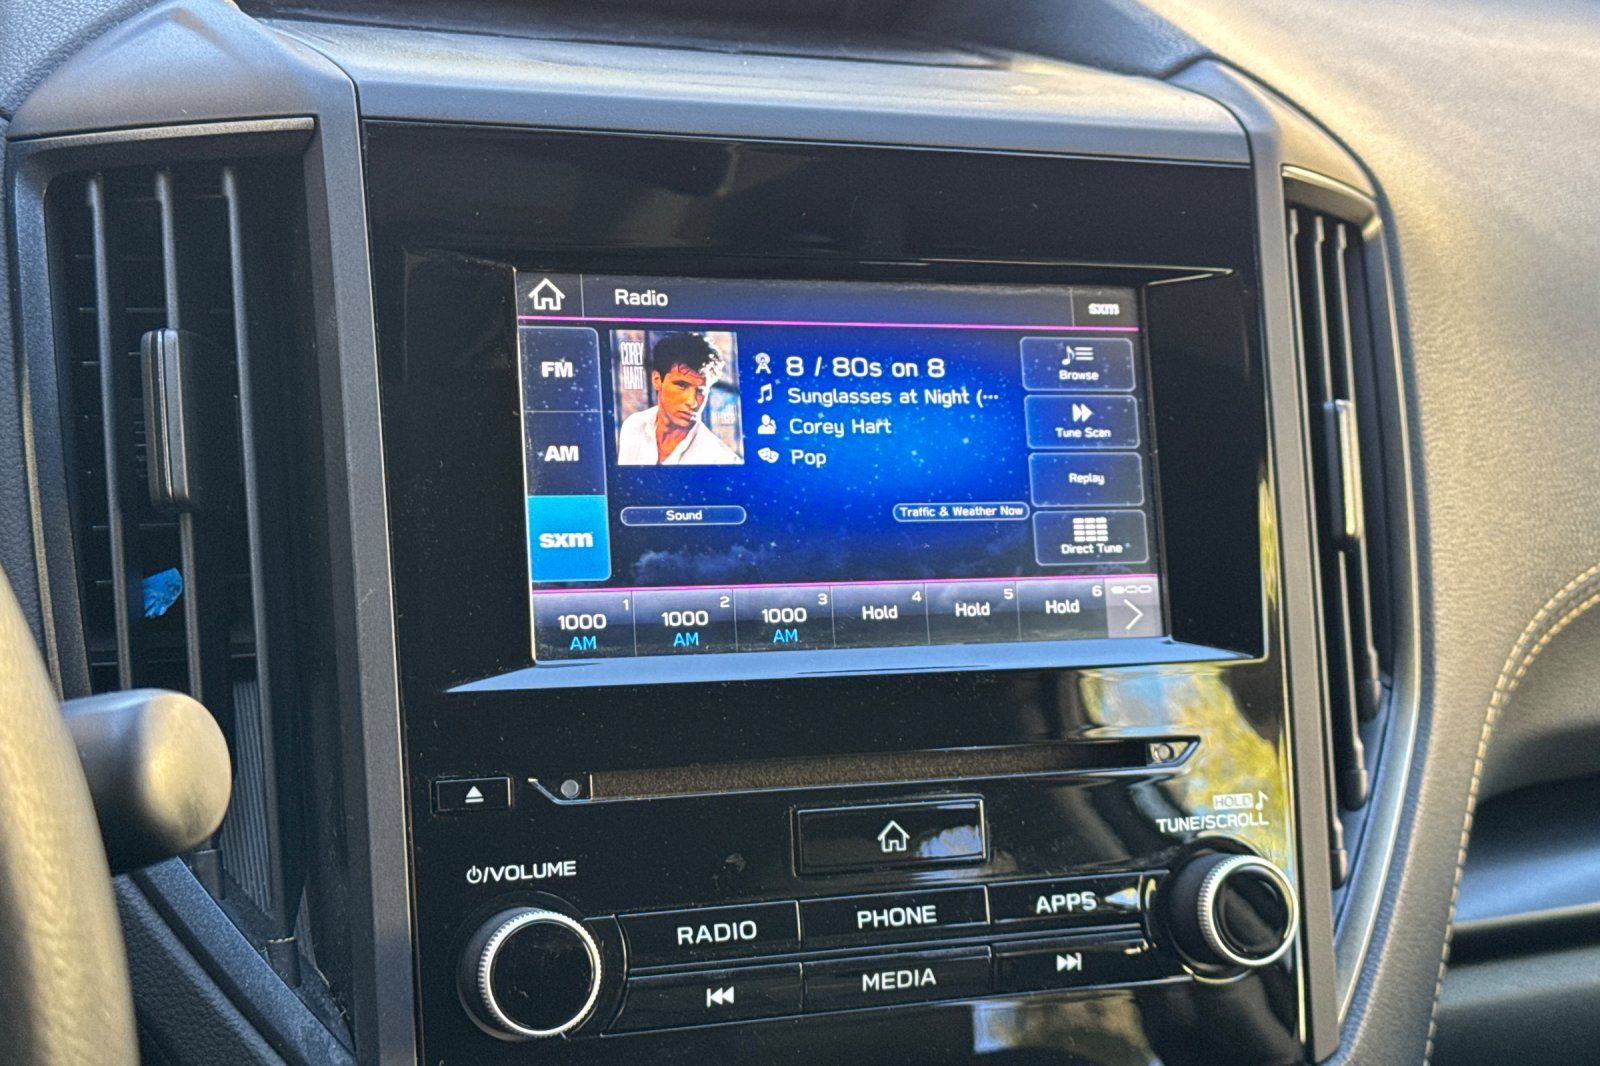 Radio
sxm
FM
AM
sxm
COREY
HART
8 / 80s on 8
Sunglasses at Night (···
Corey Hart
Pop
Sound
Traffic & Weather Now
Browse
Tune Scan
Replay
Direct Tune
1
1000
AM
2
1000
AM
3
1000
AM
4
Hold
5
Hold
6
Hold
HOLD
TUNE/SCROLL
/VOLUME
RADIO
PHONE
APPS
MEDIA